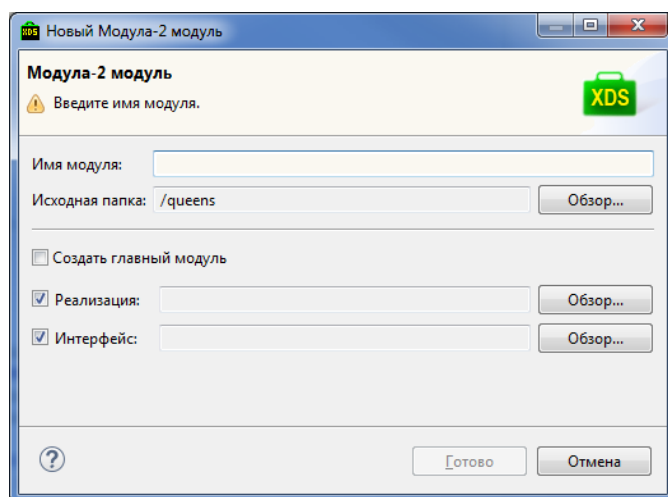 XDS Новый Модула-2 модуль
Модула-2 модуль
Введите имя модуля.
XDS
Имя модуля:
Исходная папка: /queens Обзор...
Создать главный модуль
Реализация: Обзор...
Интерфейс: Обзор...
? Готово Отмена